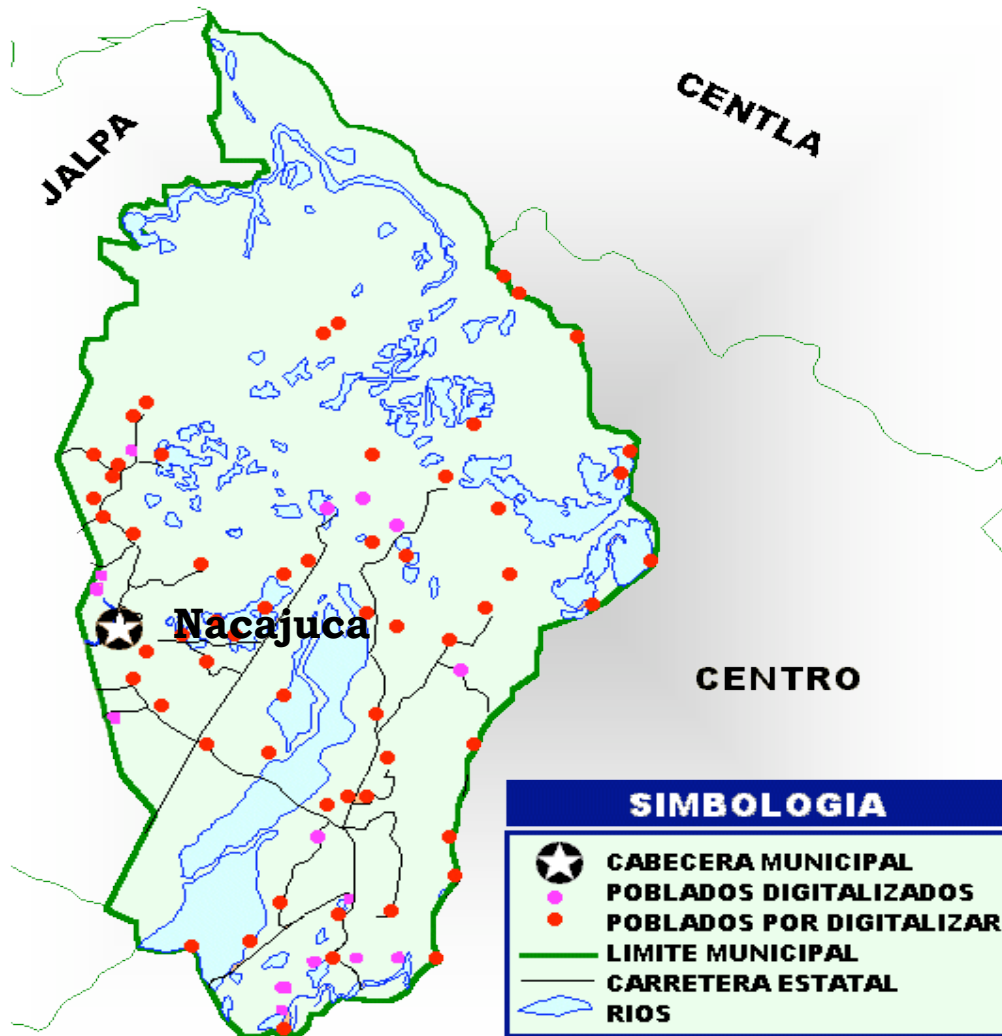 CENTLA
JALPA
Nacajuca
CENTRO
SIMBOLOGIA
CABECERA MUNICIPAL
POBLADOS DIGITALIZADOS
POBLADOS POR DIGITALIZAR
LIMITE MUNICIPAL
CARRETERA ESTATAL
RIOS